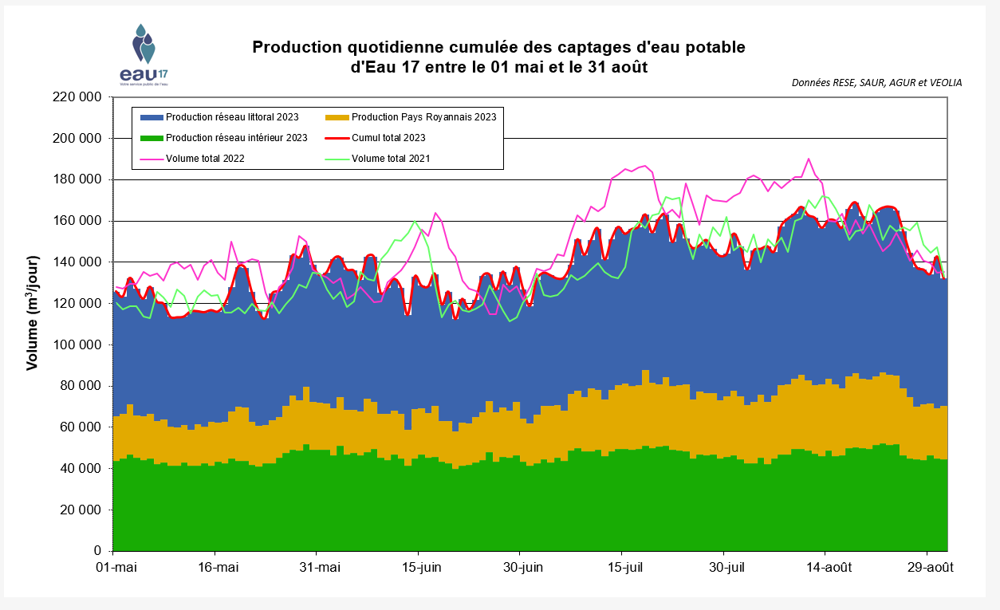 Production quotidienne cumulée des captages d'eau potable
d'Eau 17 entre le 01 mai et le 31 août
eau17
Votre service public de l'eau
Données RESE, SAUR, AGUR et VEOLIA
Production réseau littoral 2023
Production Pays Royannais 2023
Production réseau intérieur 2023
Cumul total 2023
Volume total 2022
Volume total 2021
Volume (m³/jour)
220 000
200 000
180 000
160 000
140 000
120 000
100 000
80 000
60 000
40 000
20 000
0
01-mai
16-mai
31-mai
15-juin
30-juin
15-juil
30-juil
14-août
29-août